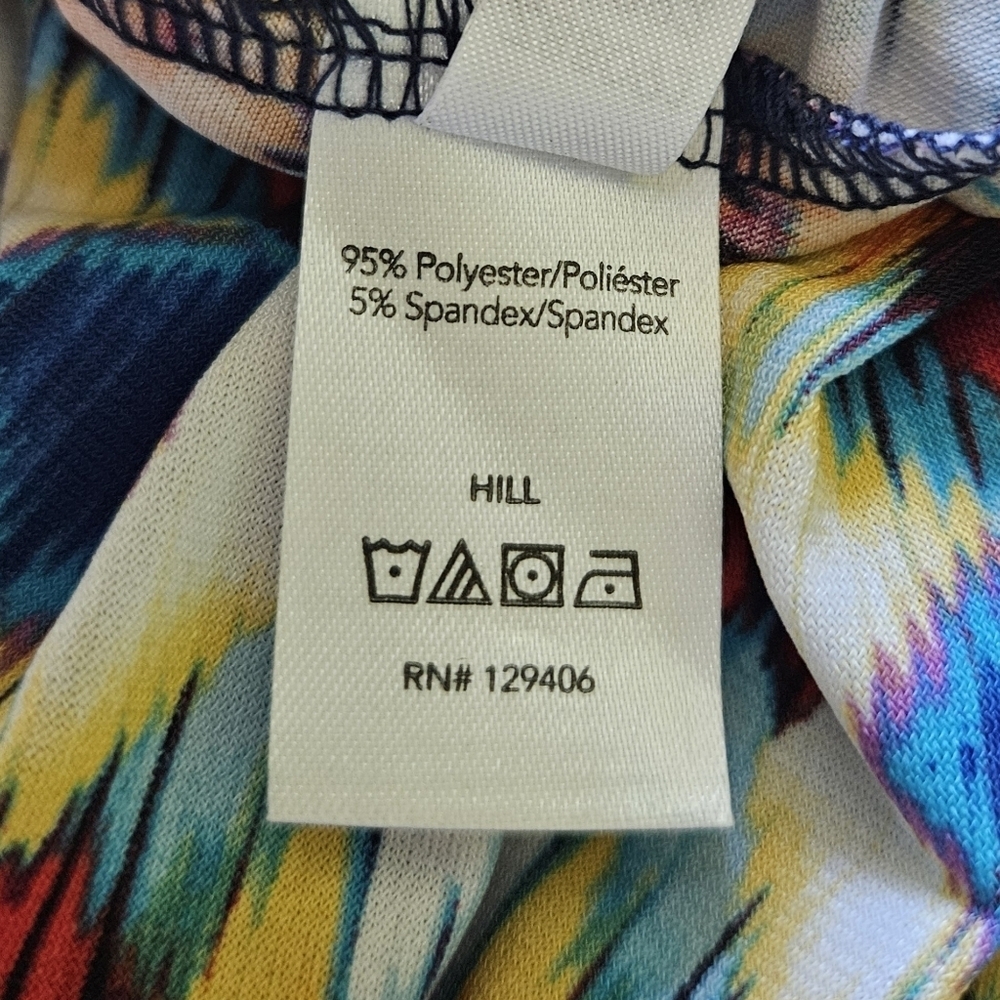 95% Polyester/Poliéster
5% Spandex/Spandex
HILL
RN# 129406